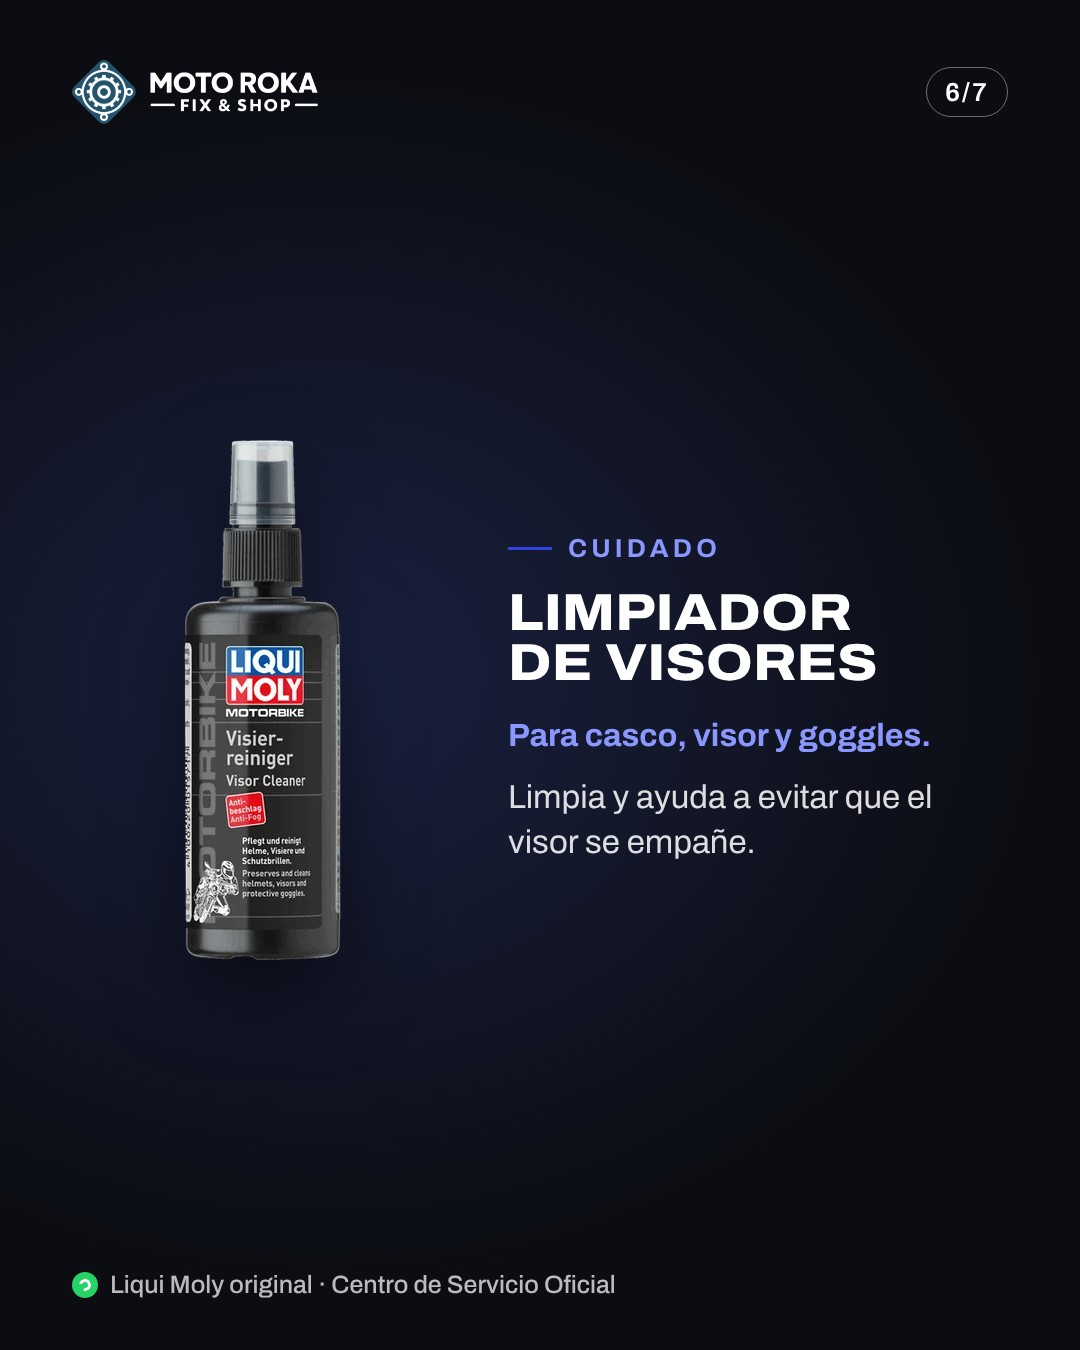 MOTO ROKA
FIX & SHOP
6/7
CUIDADO
LIMPIADOR
DE VISORES
Para casco, visor y goggles.
Limpia y ayuda a evitar que el
visor se empañe.
MOTORBIKE
LIQUI
MOLY
MOTORBIKE
Visier-
reiniger
Visor Cleaner
Anti-
beschlag
Anti-Fog
Pflegt und reinigt
Helme, Visiere und
Schutzbrillen.
Preserves and cleans
helmets, visors and
protective goggles.
Liqui Moly original · Centro de Servicio Oficial